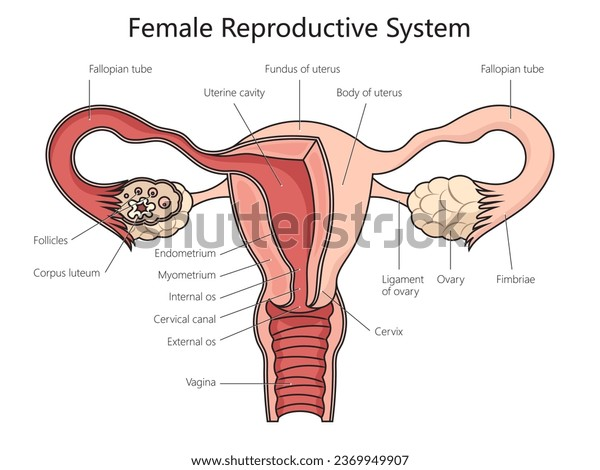 Female Reproductive System
Fallopian tube
Fundus of uterus
Fallopian tube
Uterine cavity
Body of uterus
Follicles
Corpus luteum
Endometrium
Myometrium
Internal os
Cervical canal
External os
Vagina
Cervix
Ligament
of ovary
Ovary
Fimbriae
shutterstock
shutterstock.com · 2369949907